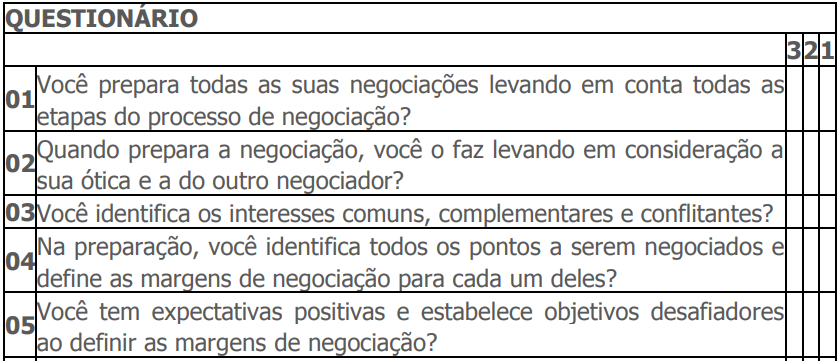 QUESTIONÁRIO
3 2 1
01 Você prepara todas as suas negociações levando em conta todas as
etapas do processo de negociação?
02 Quando prepara a negociação, você o faz levando em consideração a
sua ótica e a do outro negociador?
03 Você identifica os interesses comuns, complementares e conflitantes?
04 Na preparação, você identifica todos os pontos a serem negociados e
define as margens de negociação para cada um deles?
05 Você tem expectativas positivas e estabelece objetivos desafiadores
ao definir as margens de negociação?